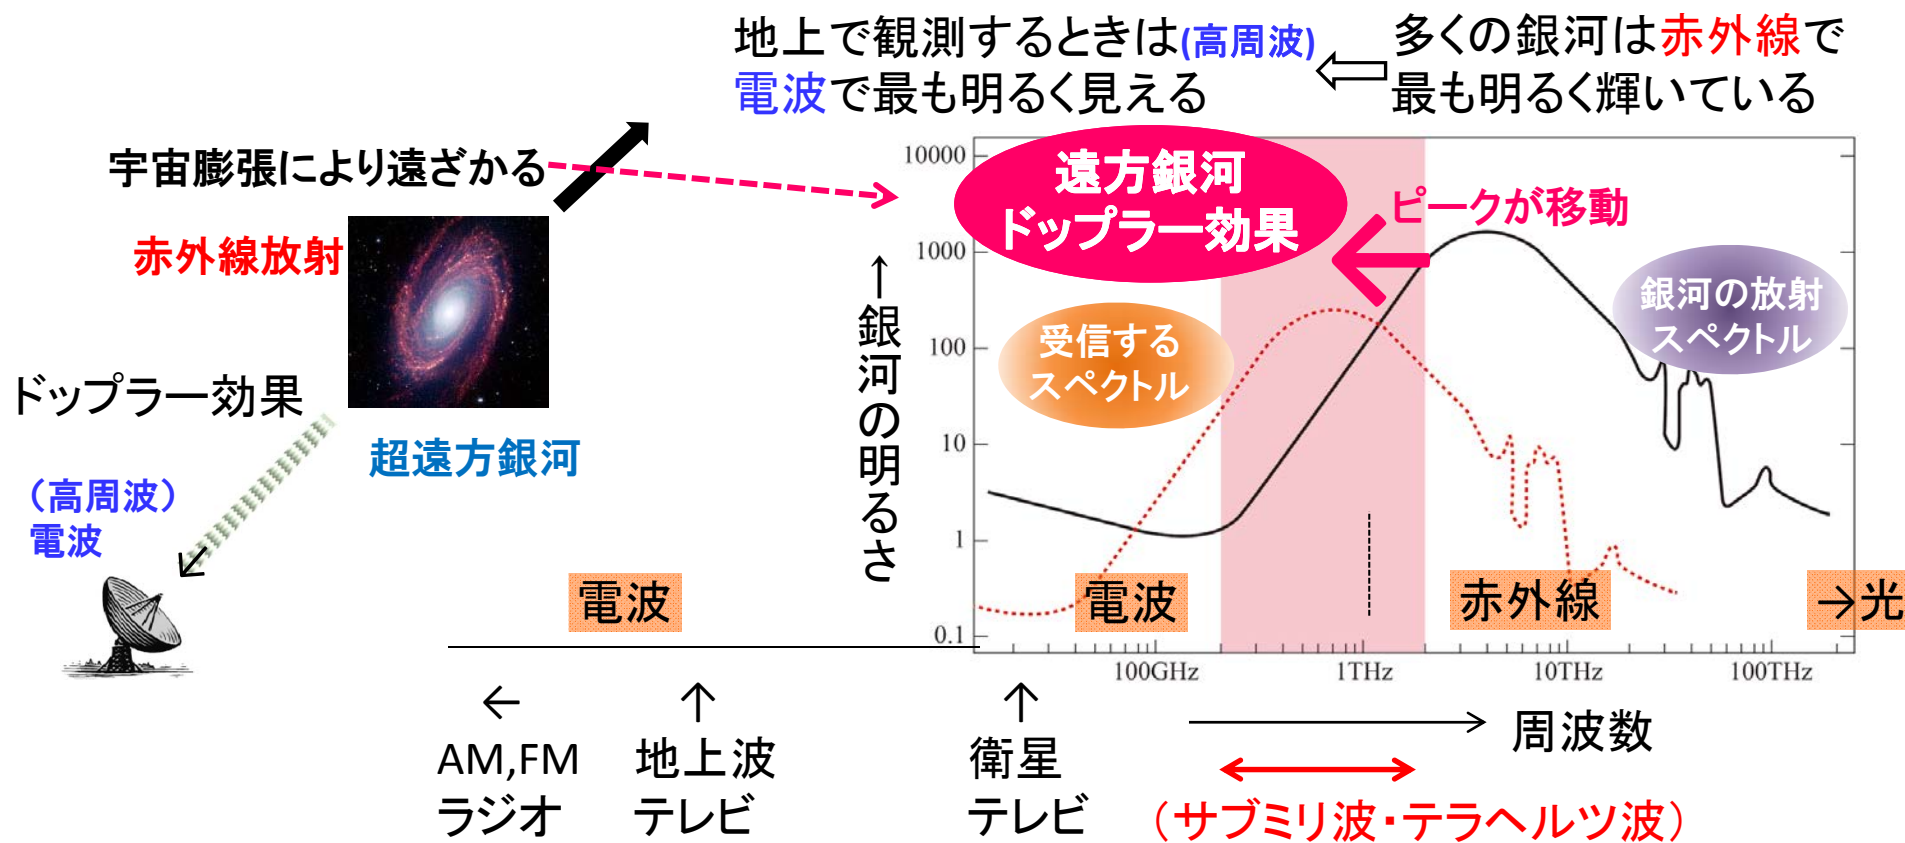 地上で観測するときは(高周波)
電波で最も明るく見える
多くの銀河は赤外線で
最も明るく輝いている
宇宙膨張により遠ざかる
赤外線放射
超遠方銀河
ドップラー効果
（高周波）
電波
遠方銀河
ドップラー効果
ピークが移動
銀河の放射
スペクトル
受信する
スペクトル
↑銀河の明るさ
10000
1000
100
10
1
0.1
電波
電波
赤外線
→光
100GHz
1THz
10THz
100THz
←
AM,FM
ラジオ
↑
地上波
テレビ
↑
衛星
テレビ
周波数
（サブミリ波・テラヘルツ波）